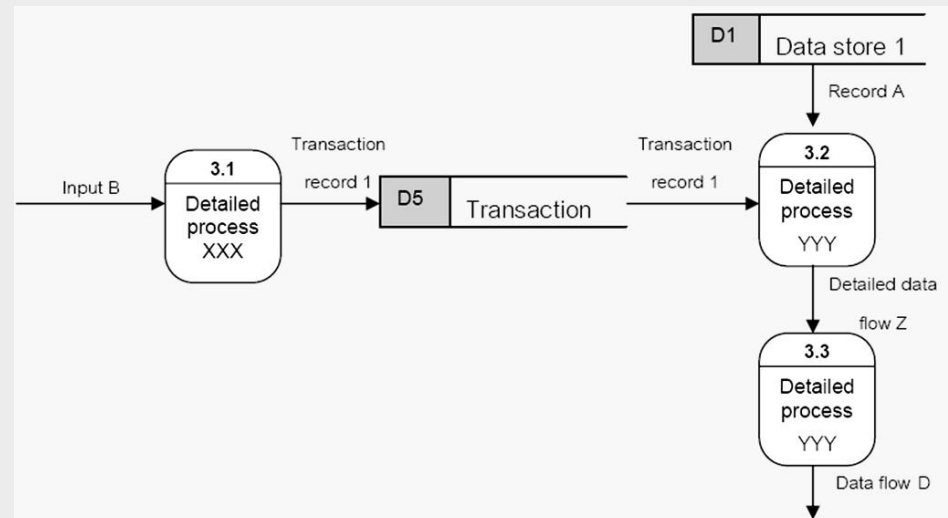 D1
Data store 1
Record A
Input B
3.1
Detailed
process
XXX
Transaction
record 1
D5
Transaction
Transaction
record 1
3.2
Detailed
process
YYY
Detailed data
flow Z
3.3
Detailed
process
YYY
Data flow D